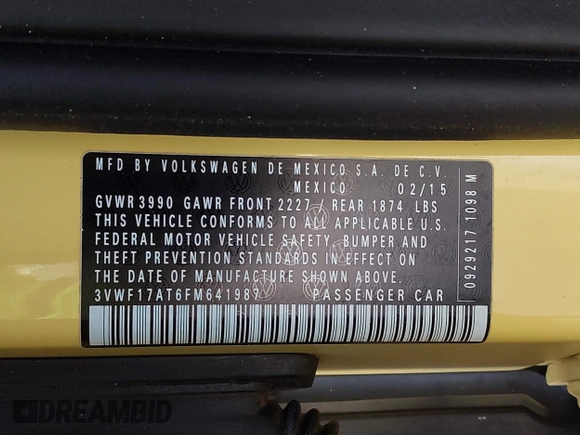 MFD BY VOLKSWAGEN DE MEXICO S.A. DE C.V.
MEXICO 02/15
GVWR 3990 GAWR FRONT 2227 / REAR 1874 LBS
THIS VEHICLE CONFORMS TO ALL APPLICABLE U.S.
FEDERAL MOTOR VEHICLE SAFETY, BUMPER AND
THEFT PREVENTION STANDARDS IN EFFECT ON
THE DATE OF MANUFACTURE SHOWN ABOVE.
3VWF17AT6FM641987 PASSENGER CAR
0929217 1098 M
DREAMBID